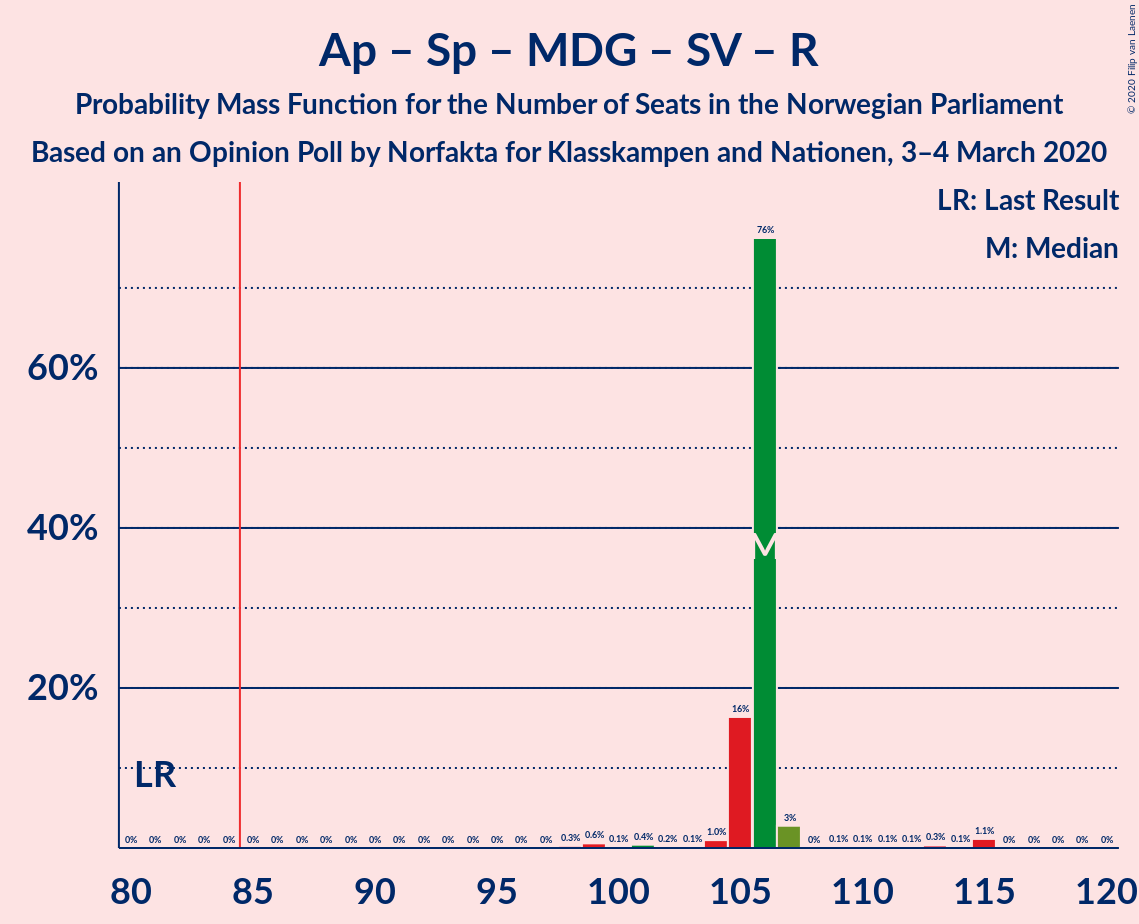 Ap – Sp – MDG – SV – R
Probability Mass Function for the Number of Seats in the Norwegian Parliament
Based on an Opinion Poll by Norfakta for Klasskampen and Nationen, 3–4 March 2020
© 2020 Filip van Laenen
LR: Last Result
M: Median
76%
60%
40%
M
20%
16%
LR
0% 0% 0% 0% 0% 0% 0% 0% 0% 0% 0% 0% 0% 0% 0% 0% 0% 0% 0.3% 0.6% 0.1% 0.4% 0.2% 0.1% 1.0% 3% 0% 0.1% 0.1% 0.1% 0.1% 0.3% 0.1% 1.1% 0% 0% 0% 0% 0%
80 85 90 95 100 105 110 115 120